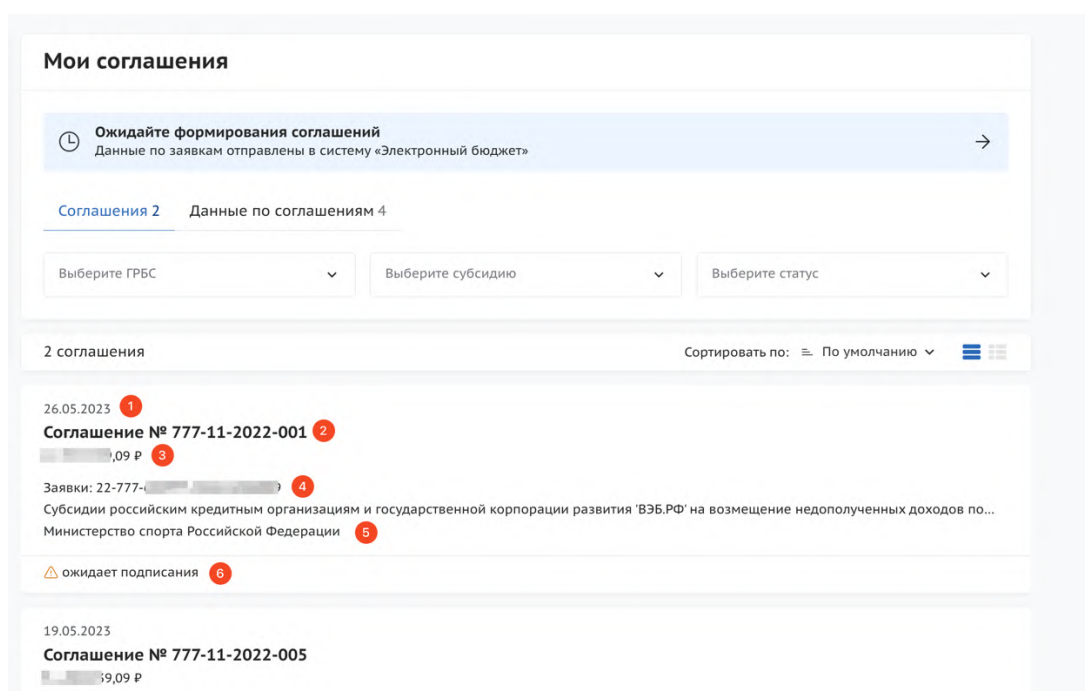 Мои соглашения
Ожидайте формирования соглашений
Данные по заявкам отправлены в систему «Электронный бюджет»
Соглашения 2 Данные по соглашениям 4
Выберите ГРБС Выберите субсидию Выберите статус
2 соглашения Сортировать по: По умолчанию
26.05.2023 1
Соглашение № 777-11-2022-001 2
,09 ₽ 3
Заявки: 22-777- 4
Субсидии российским кредитным организациям и государственной корпорации развития 'ВЭБ.РФ' на возмещение недополученных доходов по...
Министерство спорта Российской Федерации 5
ожидает подписания 6
19.05.2023
Соглашение № 777-11-2022-005
9,09 ₽